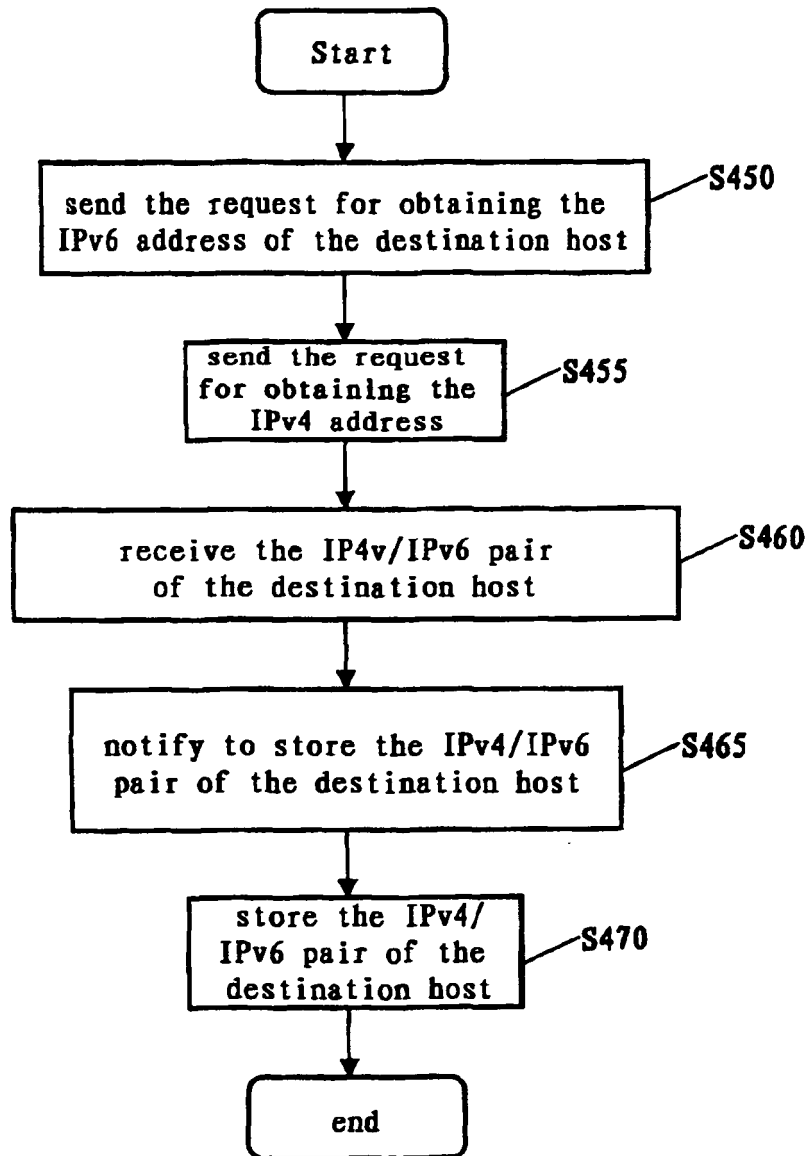 Start
send the request for obtaining the
IPv6 address of the destination host
S450
send the request
for obtaining the
IPv4 address
S455
receive the IP4v/IPv6 pair
of the destination host
S460
notify to store the IPv4/IPv6
pair of the destination host
S465
store the IPv4/
IPv6 pair of the
destination host
S470
end